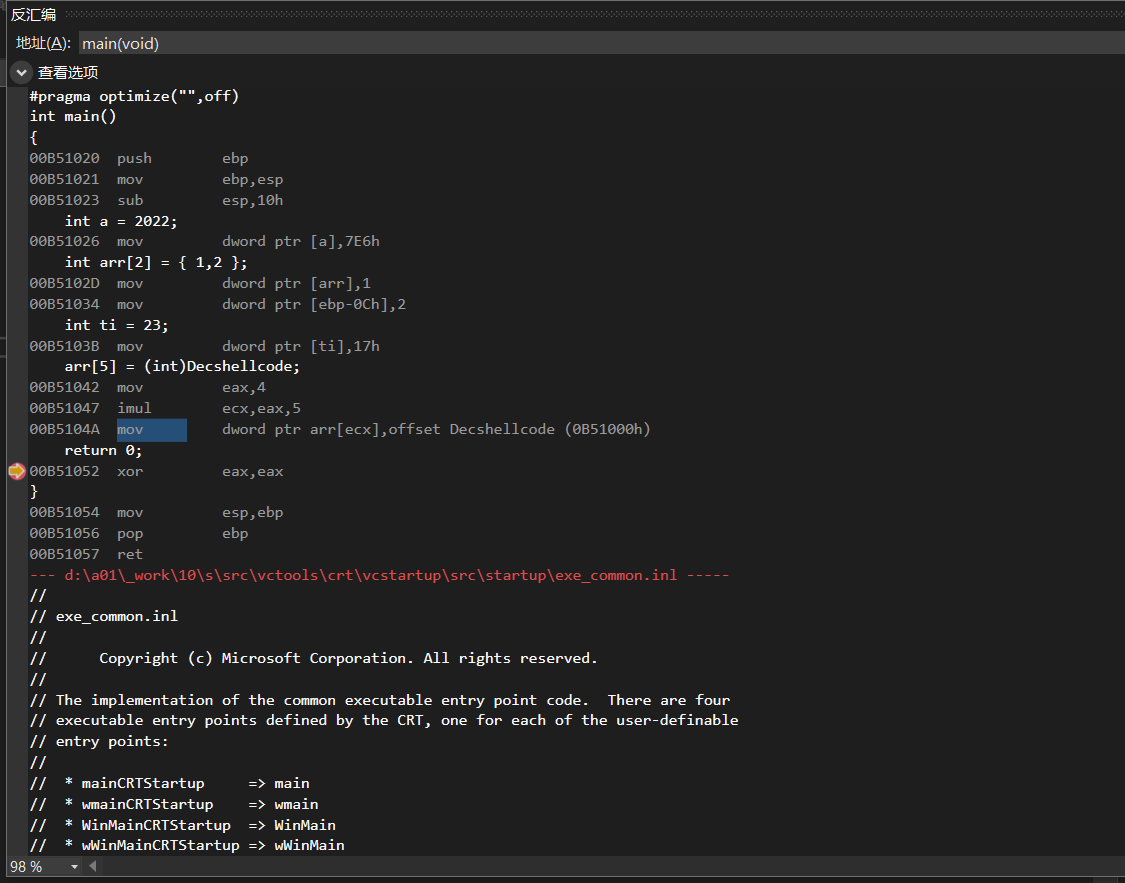 反汇编
地址(A): main(void)
查看选项
#pragma optimize("",off)
int main()
{
00B51020 push ebp
00B51021 mov ebp,esp
00B51023 sub esp,10h
int a = 2022;
00B51026 mov dword ptr [a],7E6h
int arr[2] = { 1,2 };
00B5102D mov dword ptr [arr],1
00B51034 mov dword ptr [ebp-0Ch],2
int ti = 23;
00B5103B mov dword ptr [ti],17h
arr[5] = (int)Decshellcode;
00B51042 mov eax,4
00B51047 imul ecx,eax,5
00B5104A mov dword ptr arr[ecx],offset Decshellcode (0B51000h)
return 0;
00B51052 xor eax,eax
}
00B51054 mov esp,ebp
00B51056 pop ebp
00B51057 ret
--- d:\a01\_work\10\s\src\vctools\crt\vcstartup\src\startup\exe_common.inl -----
//
// exe_common.inl
//
// Copyright (c) Microsoft Corporation. All rights reserved.
//
// The implementation of the common executable entry point code. There are four
// executable entry points defined by the CRT, one for each of the user-definable
// entry points:
//
// * mainCRTStartup => main
// * wmainCRTStartup => wmain
// * WinMainCRTStartup => WinMain
// * wWinMainCRTStartup => wWinMain
98 %